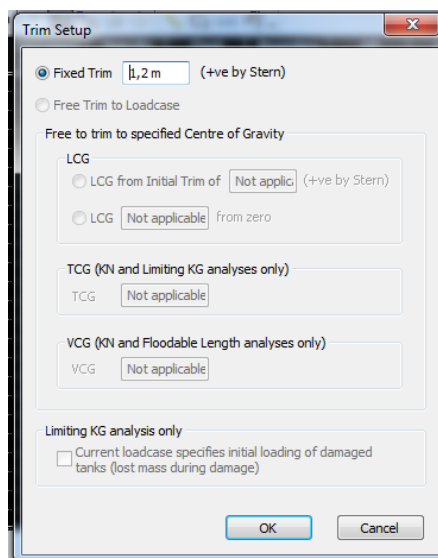 Trim Setup
Fixed Trim 1,2 m (+ve by Stern)
Free Trim to Loadcase
Free to trim to specified Centre of Gravity
LCG
LCG from Initial Trim of Not applic (+ve by Stern)
LCG Not applicable from zero
TCG (KN and Limiting KG analyses only)
TCG Not applicable
VCG (KN and Floodable Length analyses only)
VCG Not applicable
Limiting KG analysis only
Current loadcase specifies initial loading of damaged
tanks (lost mass during damage)
OK Cancel